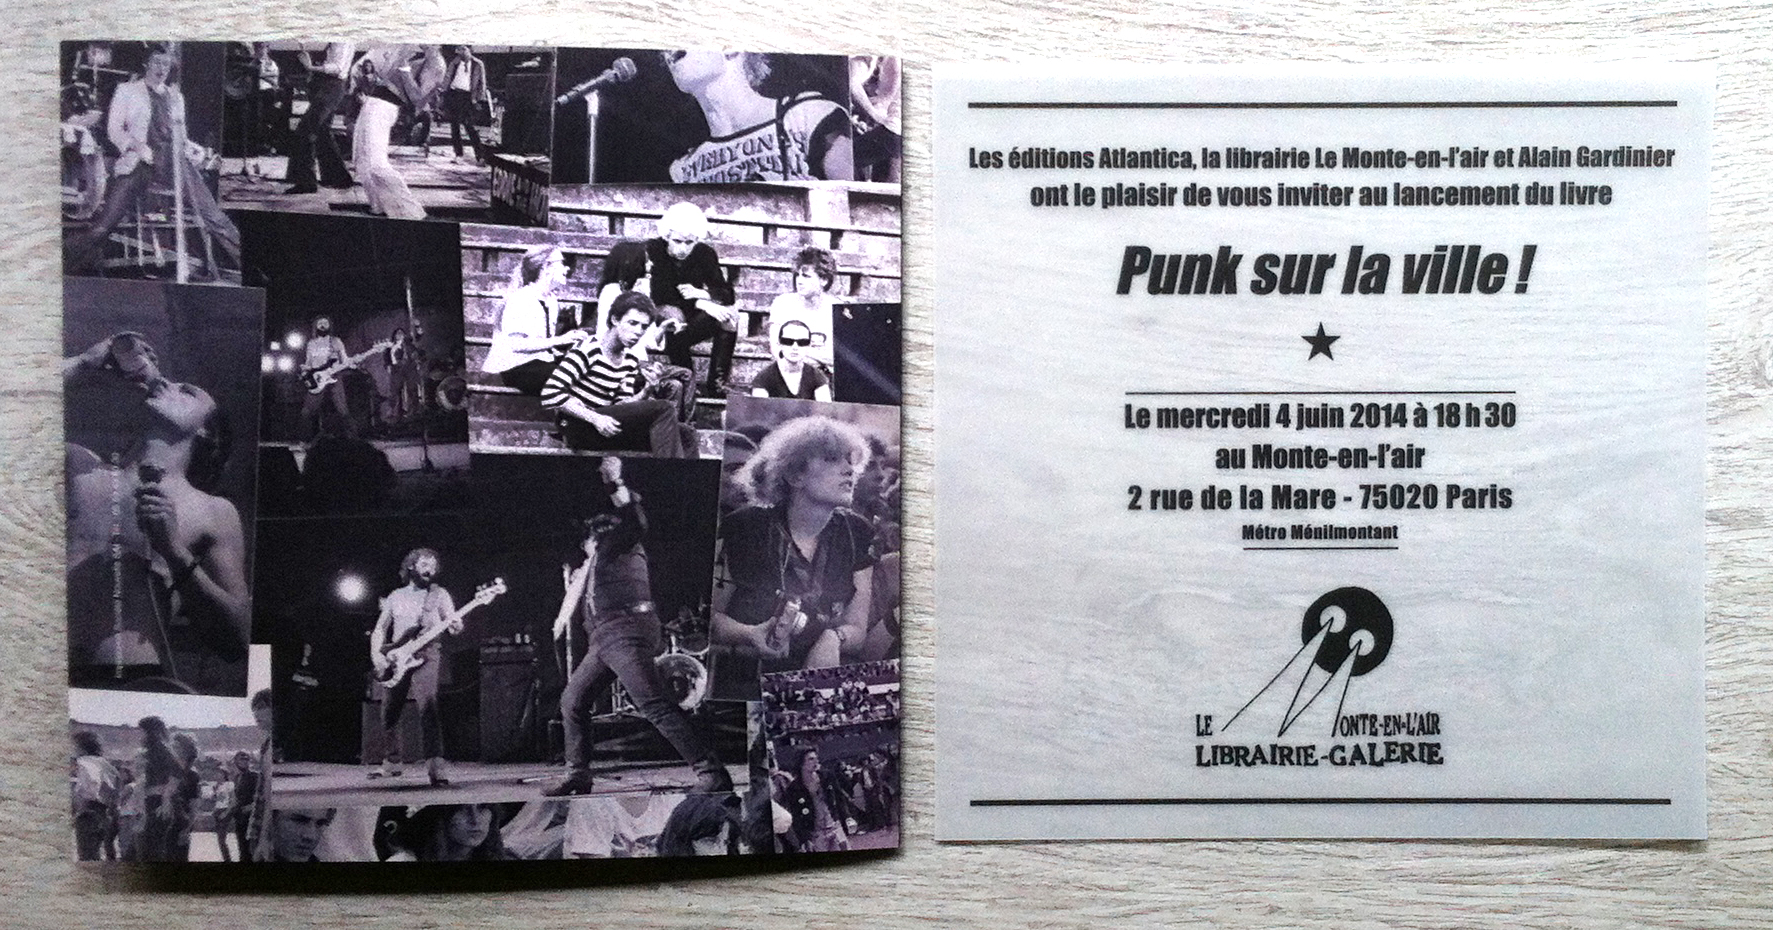 Les éditions Atlantica, la librairie Le Monte-en-l'air et Alain Gardinier
ont le plaisir de vous inviter au lancement du livre
Punk sur la ville !
Le mercredi 4 juin 2014 à 18 h 30
au Monte-en-l'air
2 rue de la Mare - 75020 Paris
Métro Ménilmontant
LE MONTE-EN-L'AIR
LIBRAIRIE-GALERIE